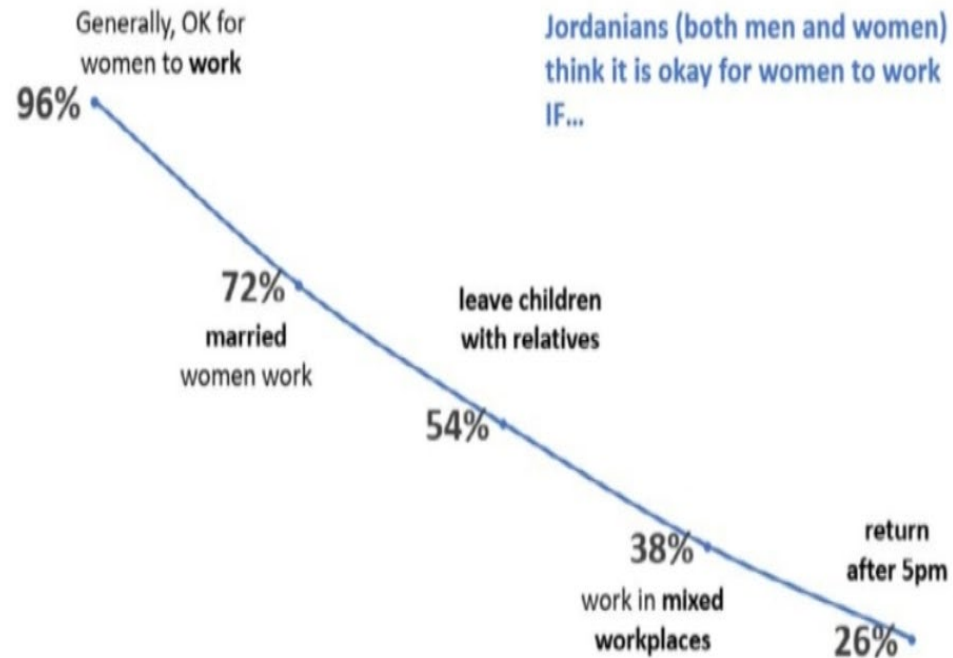 Generally, OK for
women to work
96%
Jordanians (both men and women)
think it is okay for women to work
IF...
72%
married
women work
leave children
with relatives
54%
38%
work in mixed
workplaces
return
after 5pm
26%